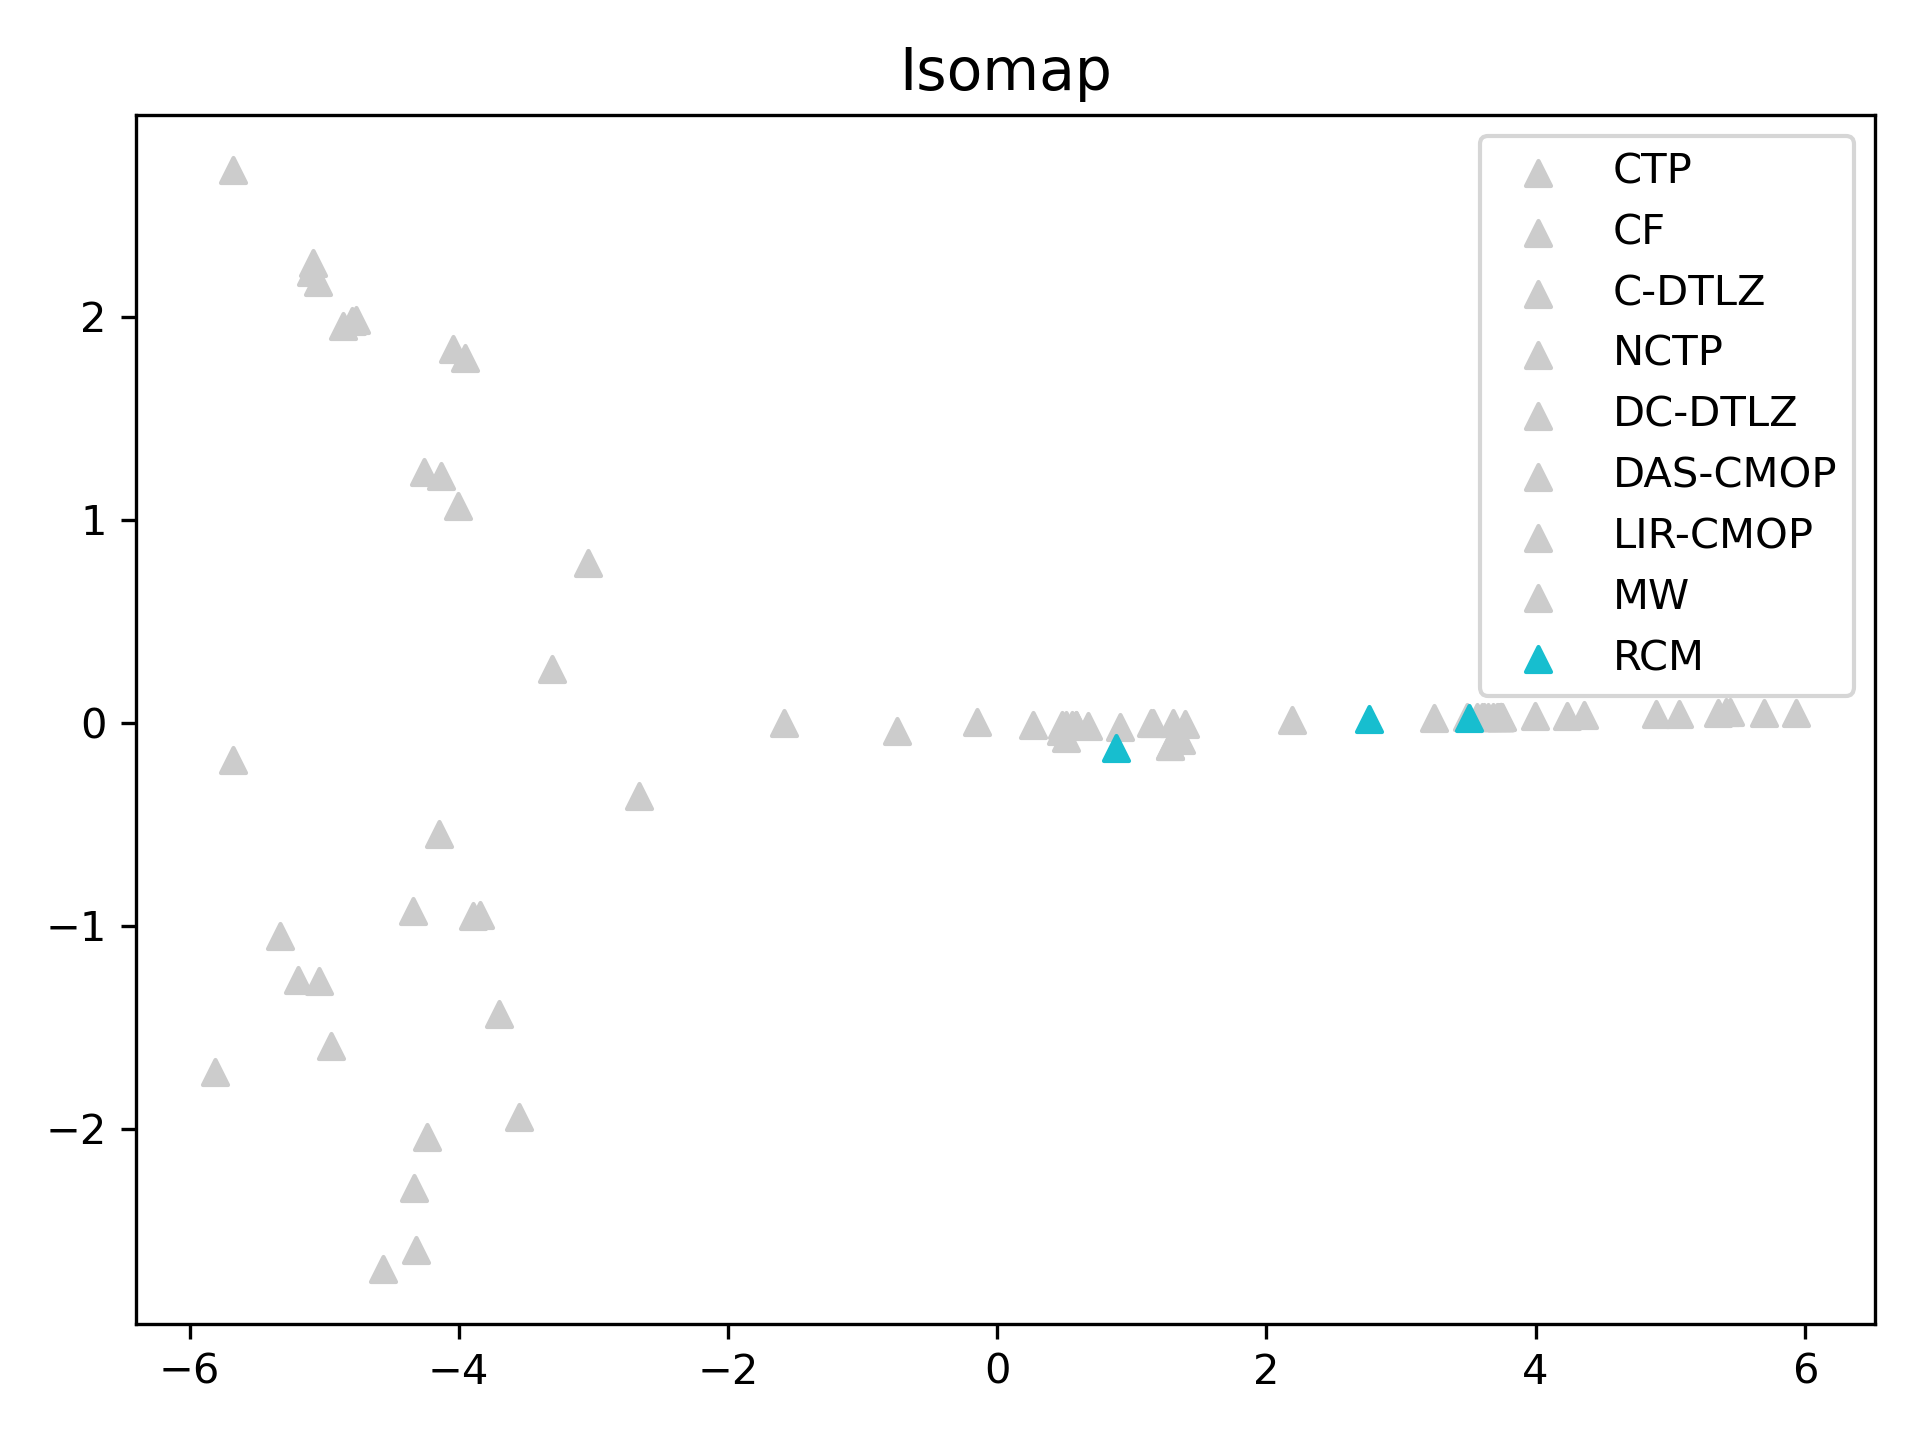 Isomap
CTP
CF
C-DTLZ
NCTP
DC-DTLZ
DAS-CMOP
LIR-CMOP
MW
RCM
2
1
0
−1
−2
−6
−4
−2
0
2
4
6